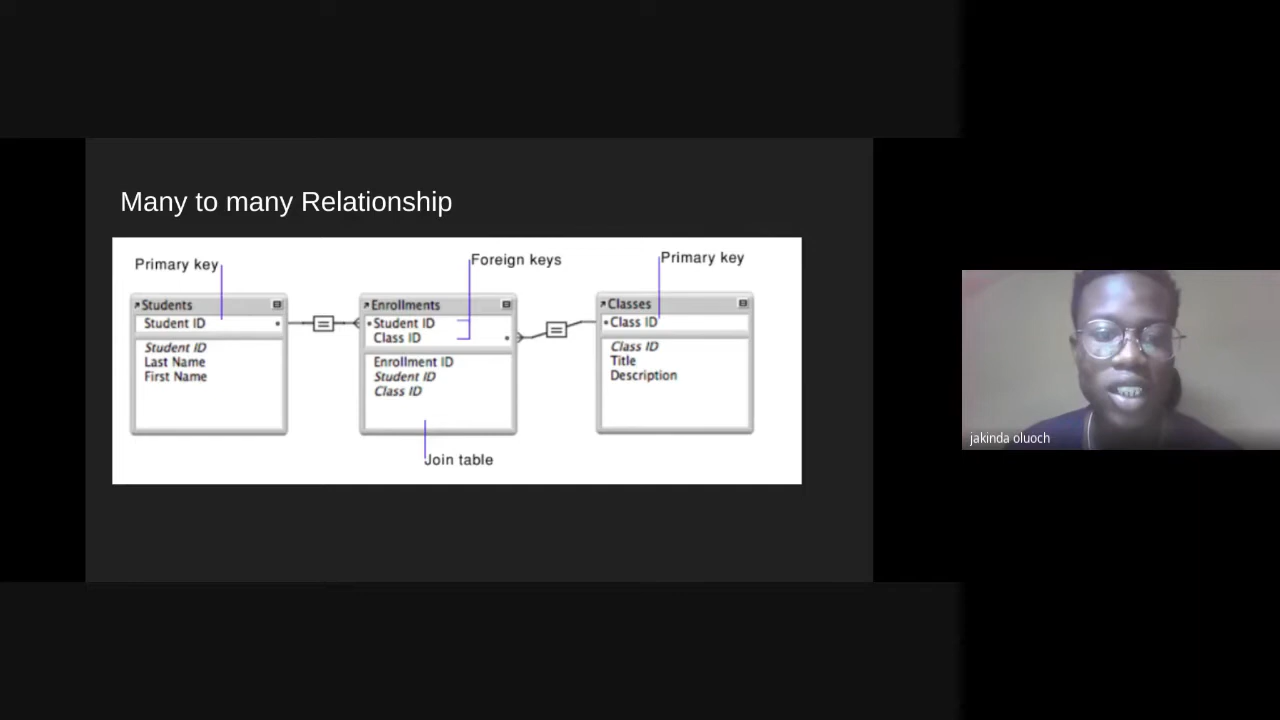 Many to many Relationship
Primary key
Foreign keys
Primary key
Students
Student ID
Student ID
Last Name
First Name
Enrollments
Student ID
Class ID
Enrollment ID
Student ID
Class ID
Classes
Class ID
Class ID
Title
Description
Join table
jakinda oluoch